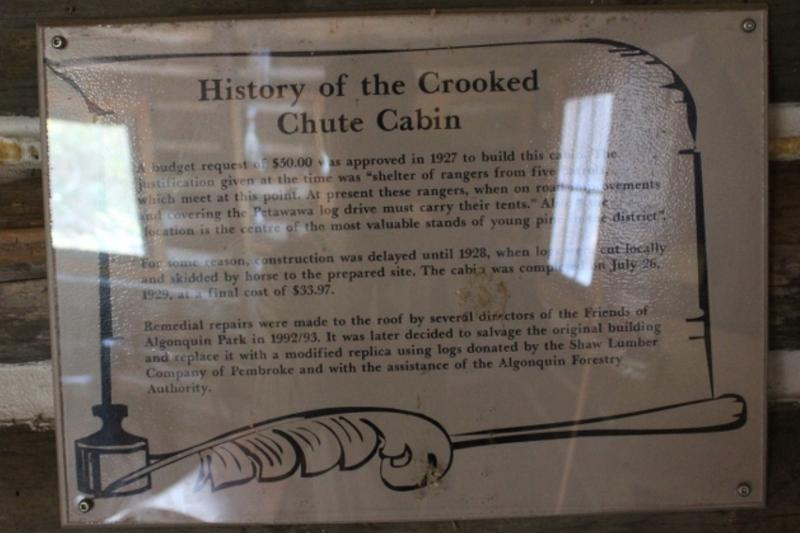 History of the Crooked
Chute Cabin
A budget request of $50.00 was approved in 1927 to build this The
justification given at the time was “shelter of rangers from five
which meet at this point. At present these rangers, when on
and covering the Petawawa log drive must carry their tents.”
location is the centre of the most valuable stands of young district”.
For some reason, construction was delayed until 1928, when cut locally
and skidded by horse to the prepared site. The cabin was on July 26,
1929, at a final cost of $33.97.
Remedial repairs were made to the roof by several directors of the Friends of
Algonquin Park in 1992/93. It was later decided to salvage the original building
and replace it with a modified replica using logs donated by the Shaw Lumber
Company of Pembroke and with the assistance of the Algonquin Forestry
Authority.